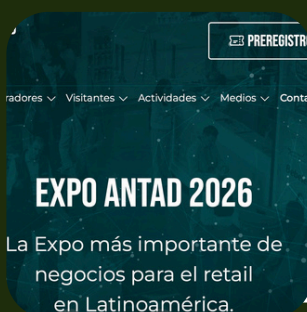 PREREGISTR
radores Visitantes Actividades Medios Conta
EXPO ANTAD 2026
La Expo más importante de
negocios para el retail
en Latinoamérica.